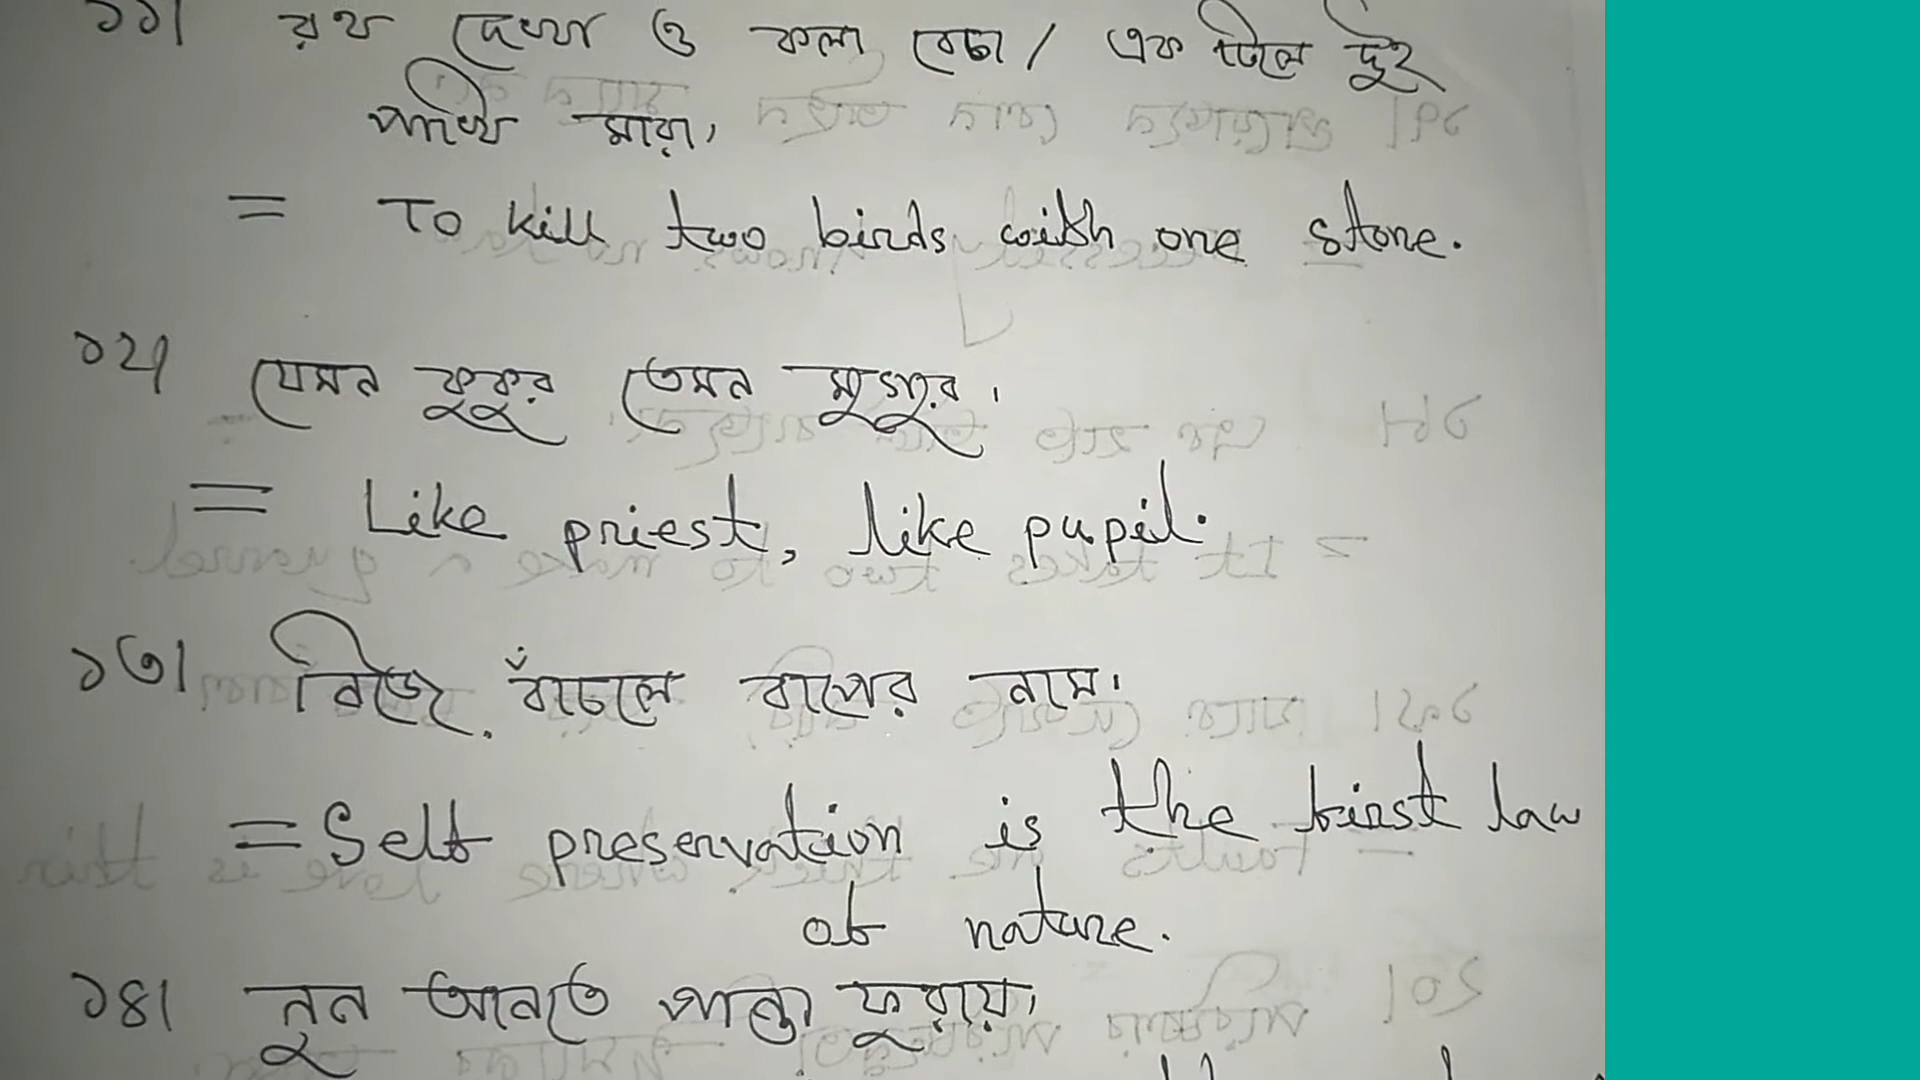 ১১। রথ দেখা ও কলা বেচা / এক ঢিলে দুই
পাখি মারা।
= To kill two birds with one stone.
১২। যেমন কুকুর তেমন মুগুর।
= Like priest, like pupil.
১৩। নিজে বাঁচলে বাপের নাম।
= Self preservation is the first law
of nature.
১৪। নুন আনতে পান্তা ফুরায়।